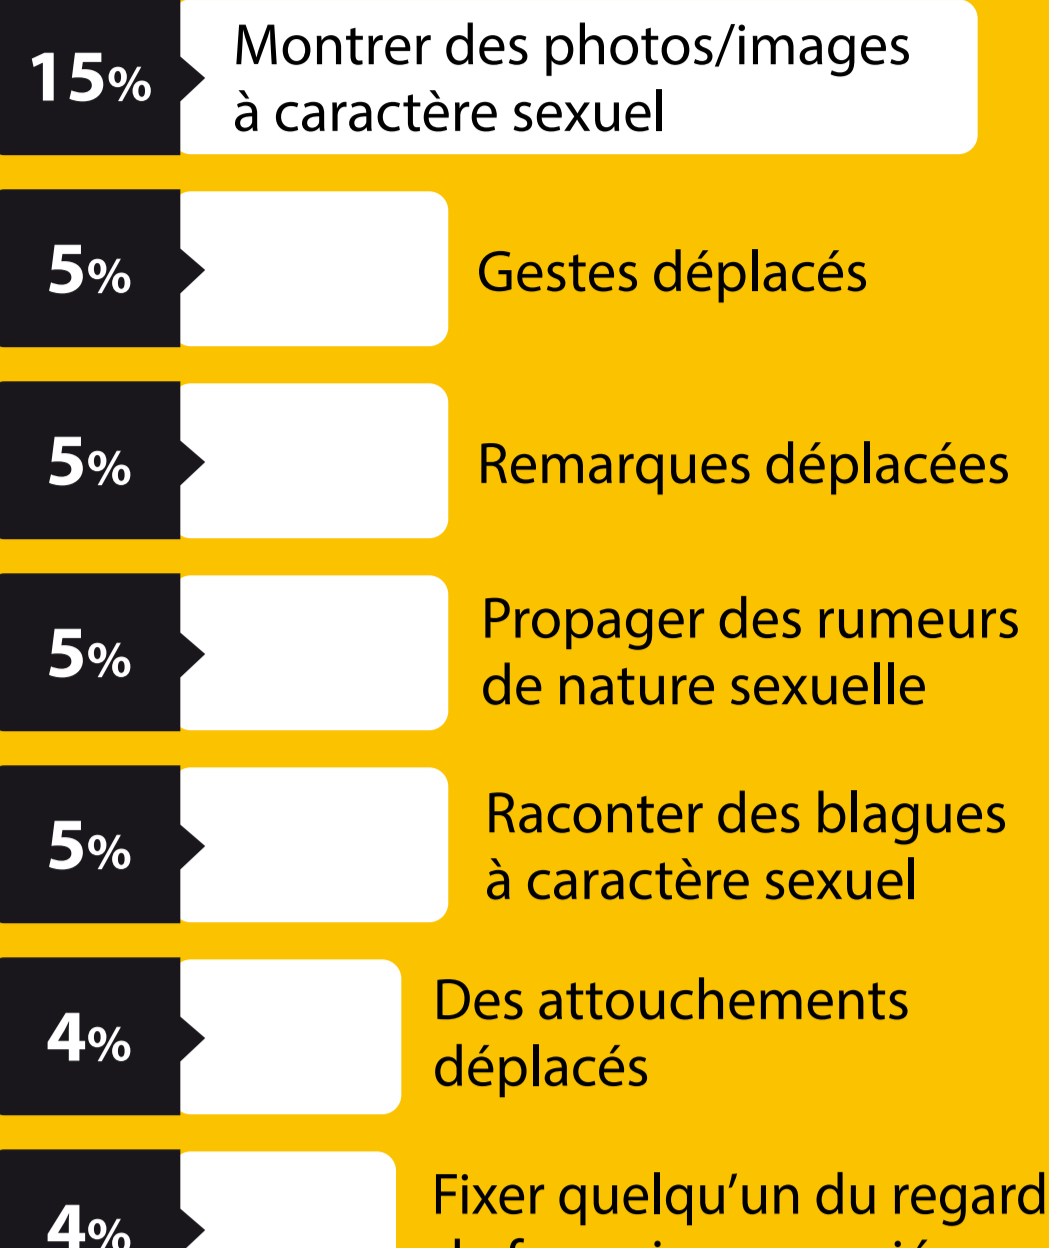 15% Montrer des photos/images
à caractère sexuel
5% Gestes déplacés
5% Remarques déplacées
5% Propager des rumeurs
de nature sexuelle
5% Raconter des blagues
à caractère sexuel
4% Des attouchements
déplacés
4% Fixer quelqu’un du regard